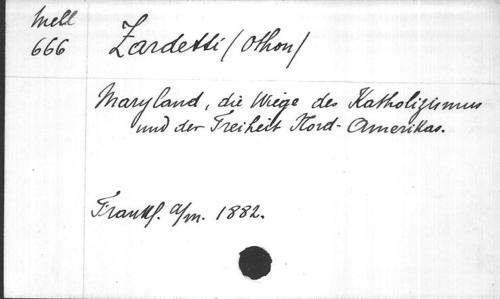 Mell
666
Zardetti (Othon)
Maryland, die Wiege des Katholizismus
und der Freiheit Nord-Amerikas.
Frankf. a/m. 1882.